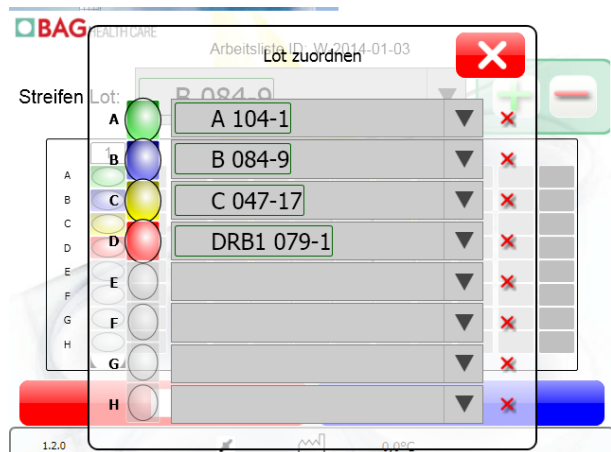 BAG HEALTH CARE
Arbeitsliste ID: W-2014-01-03
Lot zuordnen
Streifen Lot: B 084-9
A A 104-1
B B 084-9
C C 047-17
D DRB1 079-1
E
F
G
H
1
A
B
C
D
E
F
G
H
1.2.0 0.0°C